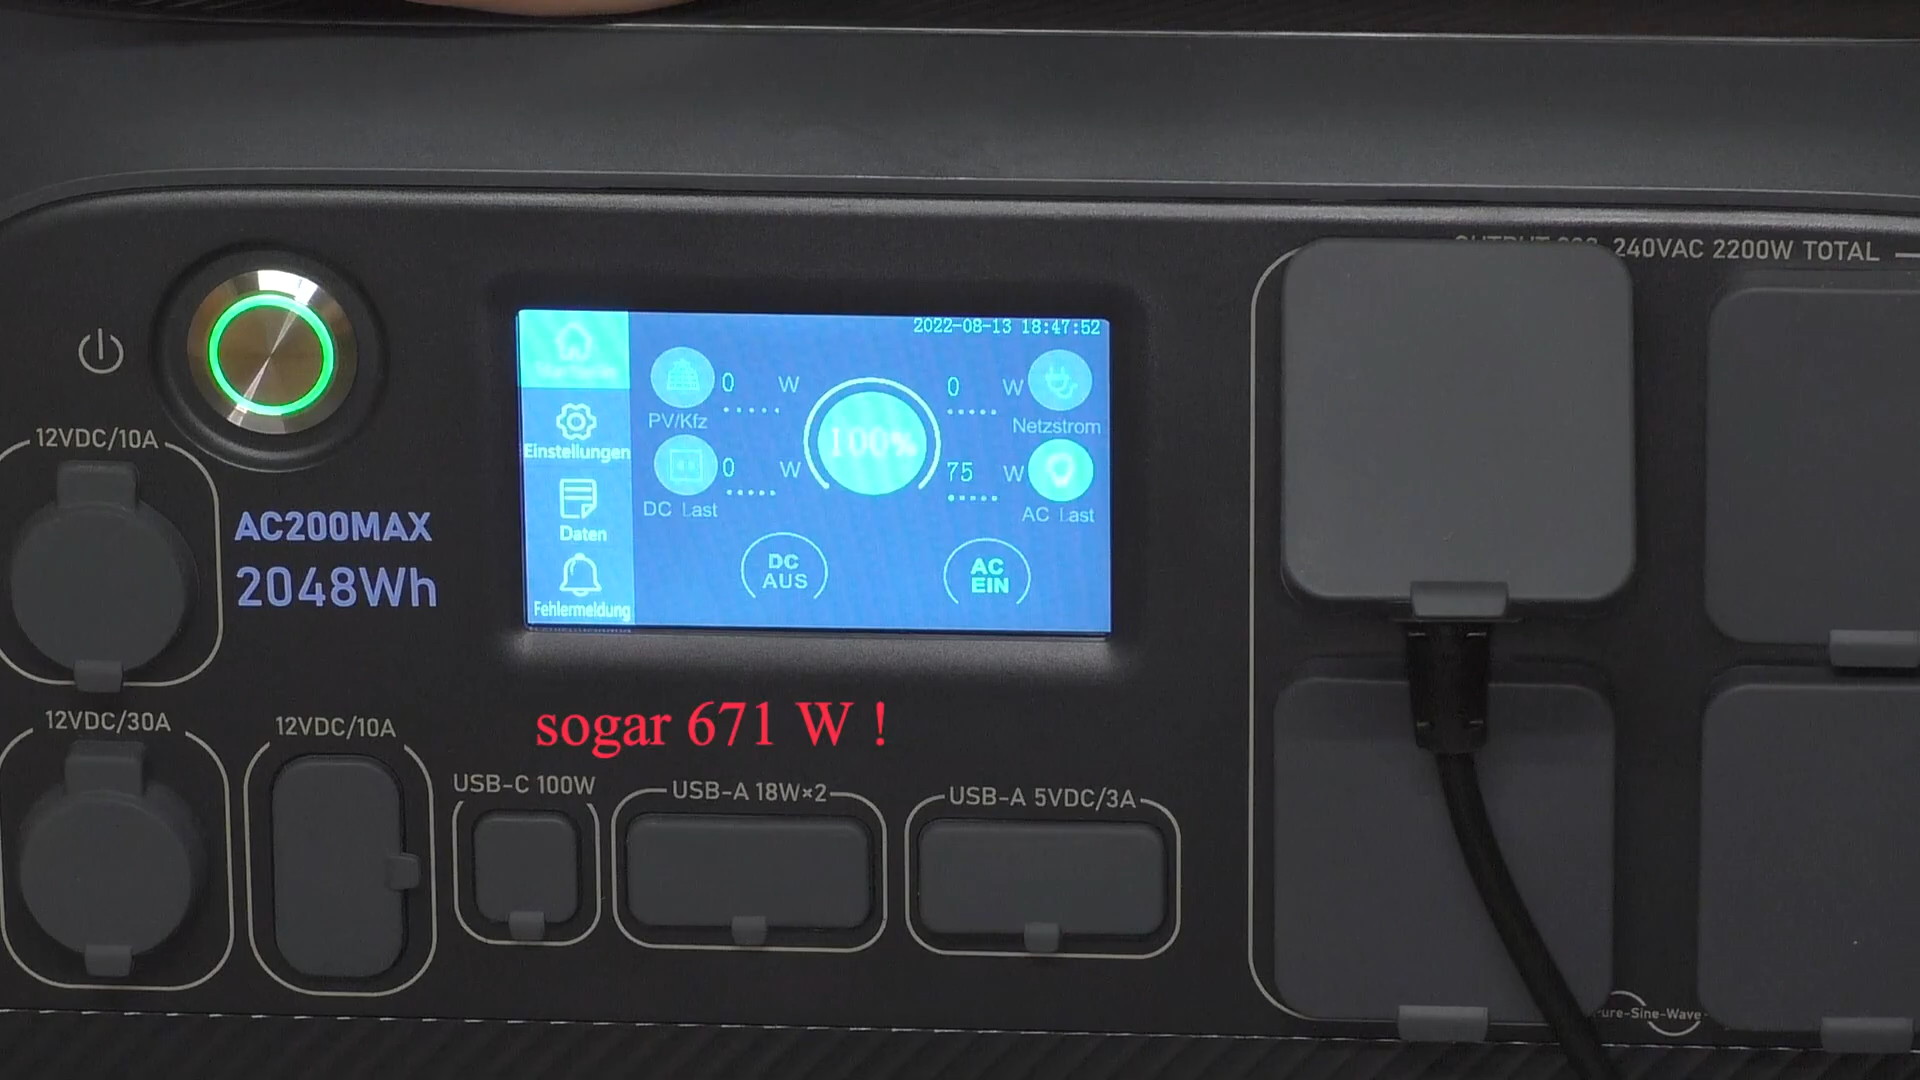 240VAC 2200W TOTAL
2022-08-13 18:47:52
0 W
0 W
PV/Kfz
Netzstrom
12VDC/10A
Einstellungen
100%
0 W
75 W
DC Last
AC Last
AC200MAX
2048Wh
Daten
DC
AUS
AC
EIN
Fehlermeldung
sogar 671 W !
12VDC/30A
12VDC/10A
USB-C 100W
USB-A 18W×2
USB-A 5VDC/3A
-Sine-Wave